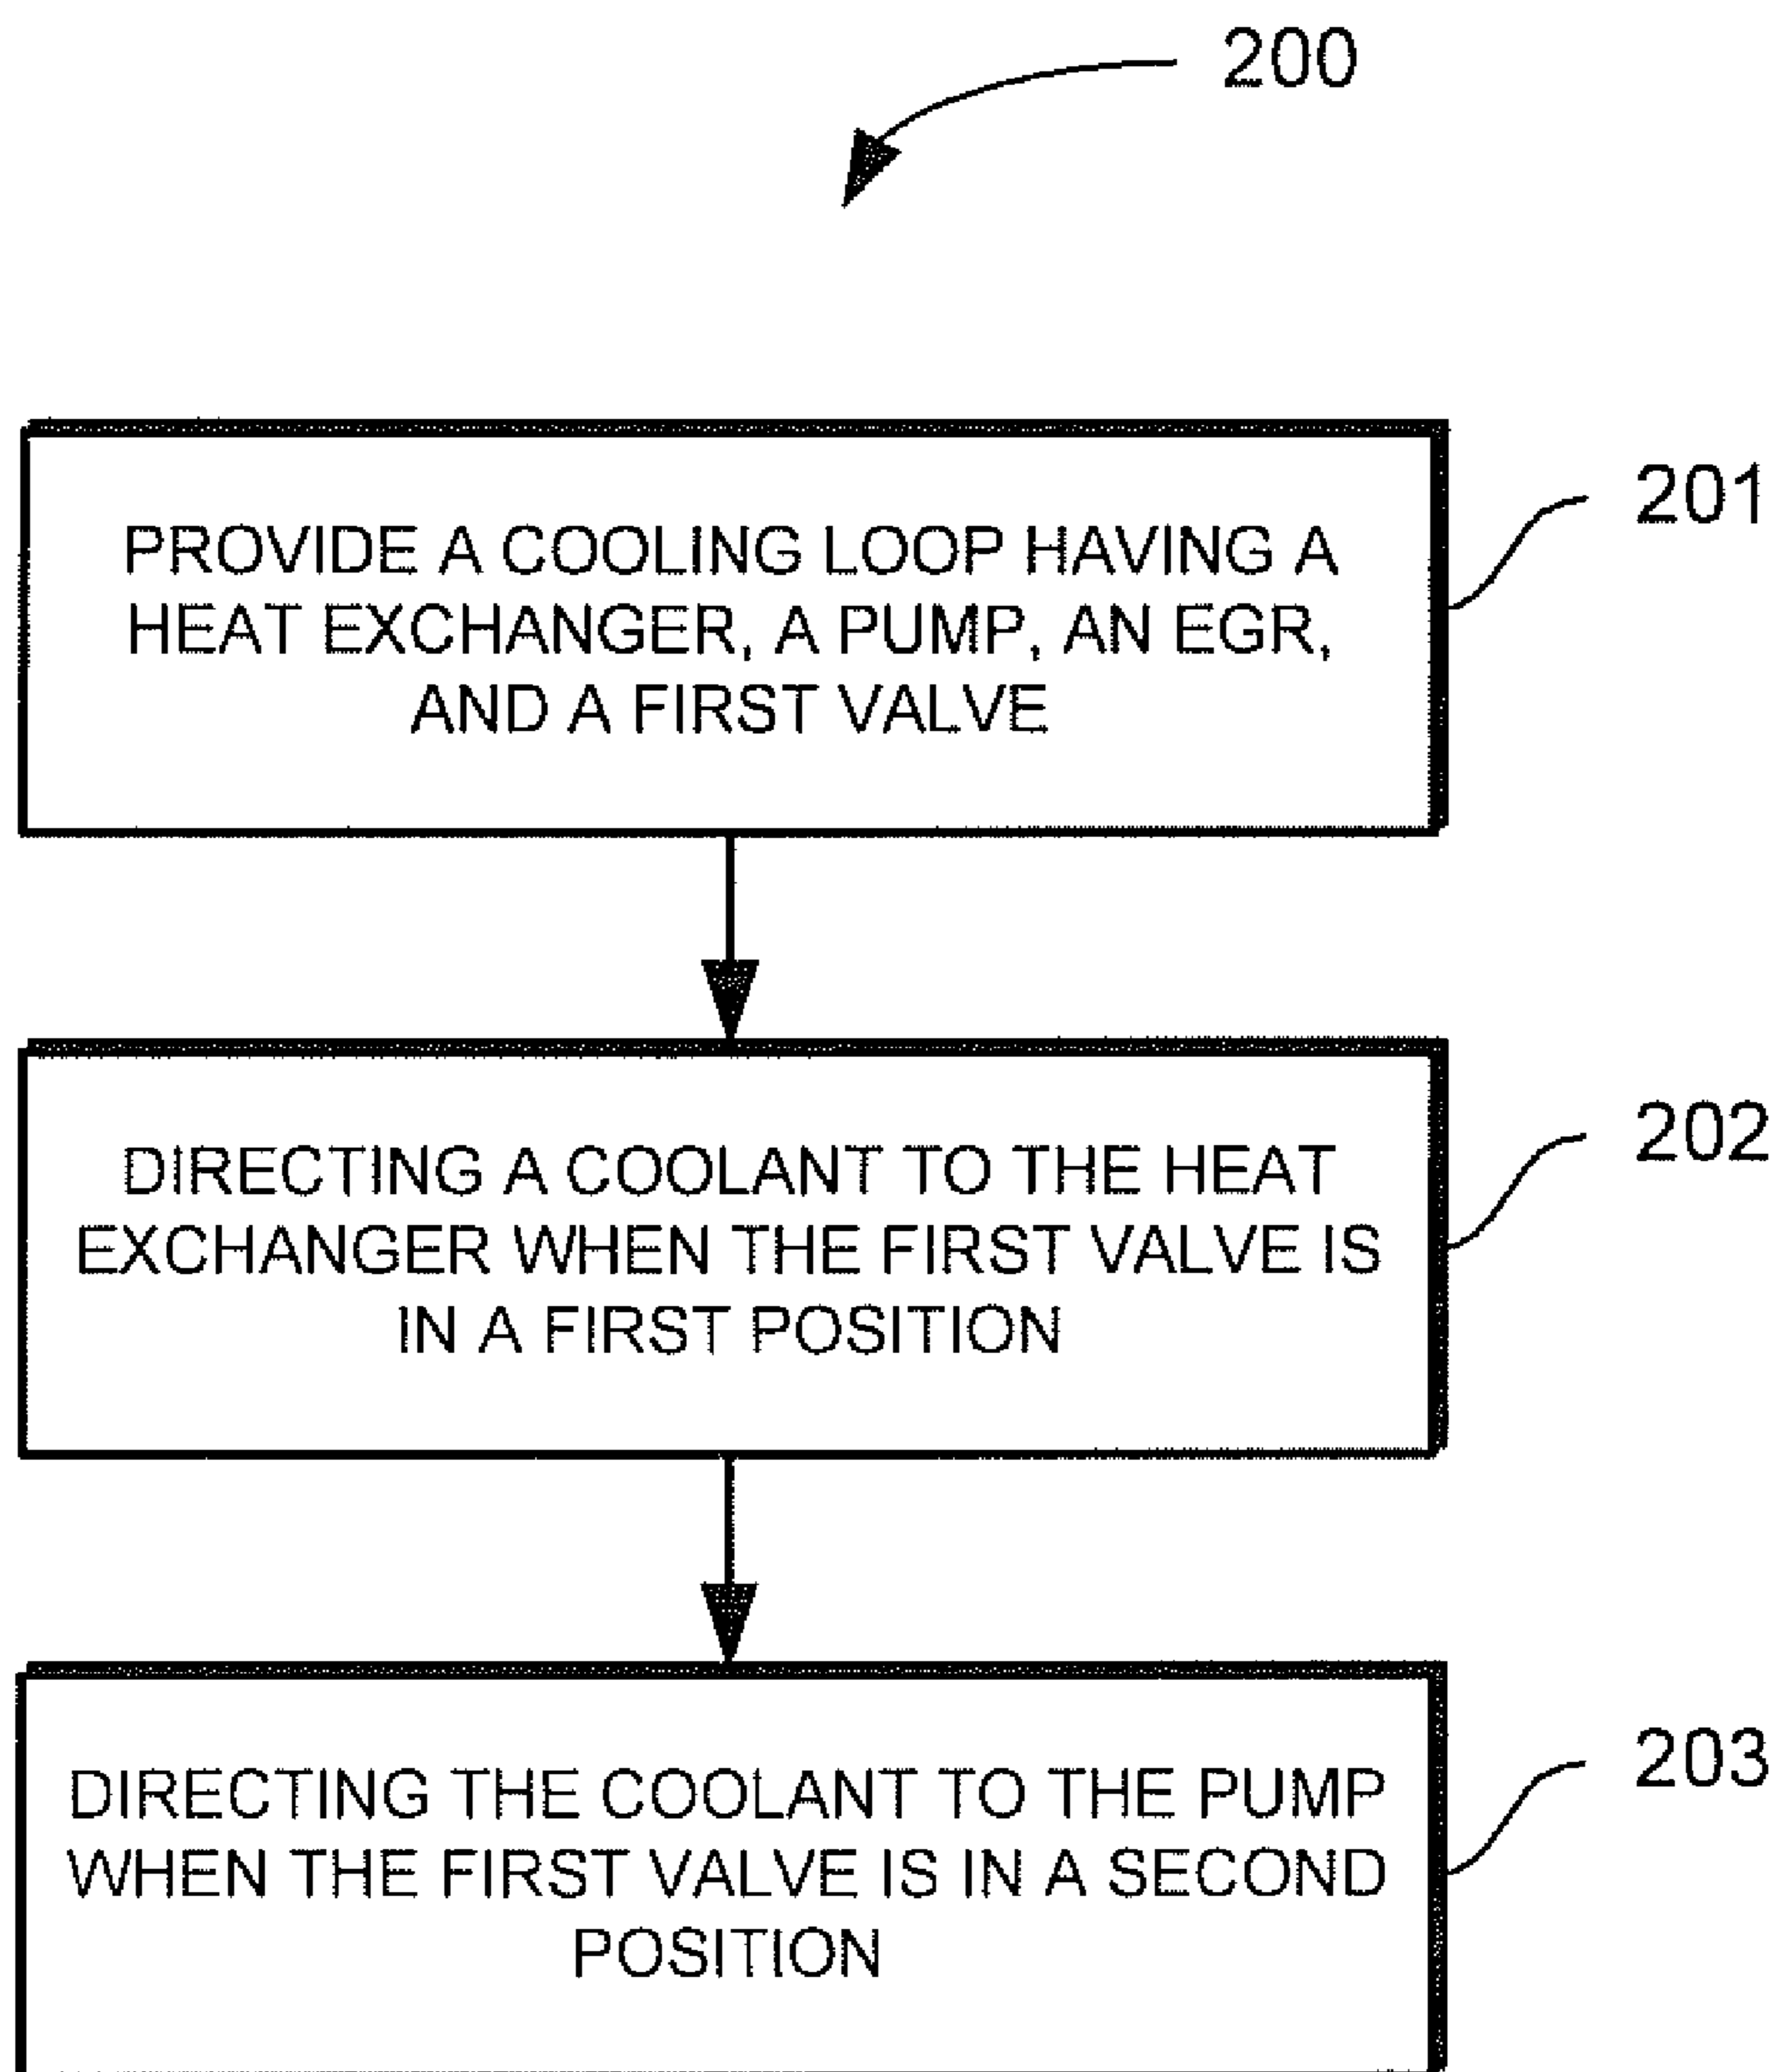 200
PROVIDE A COOLING LOOP HAVING A
HEAT EXCHANGER, A PUMP, AN EGR,
AND A FIRST VALVE
201
DIRECTING A COOLANT TO THE HEAT
EXCHANGER WHEN THE FIRST VALVE IS
IN A FIRST POSITION
202
DIRECTING THE COOLANT TO THE PUMP
WHEN THE FIRST VALVE IS IN A SECOND
POSITION
203